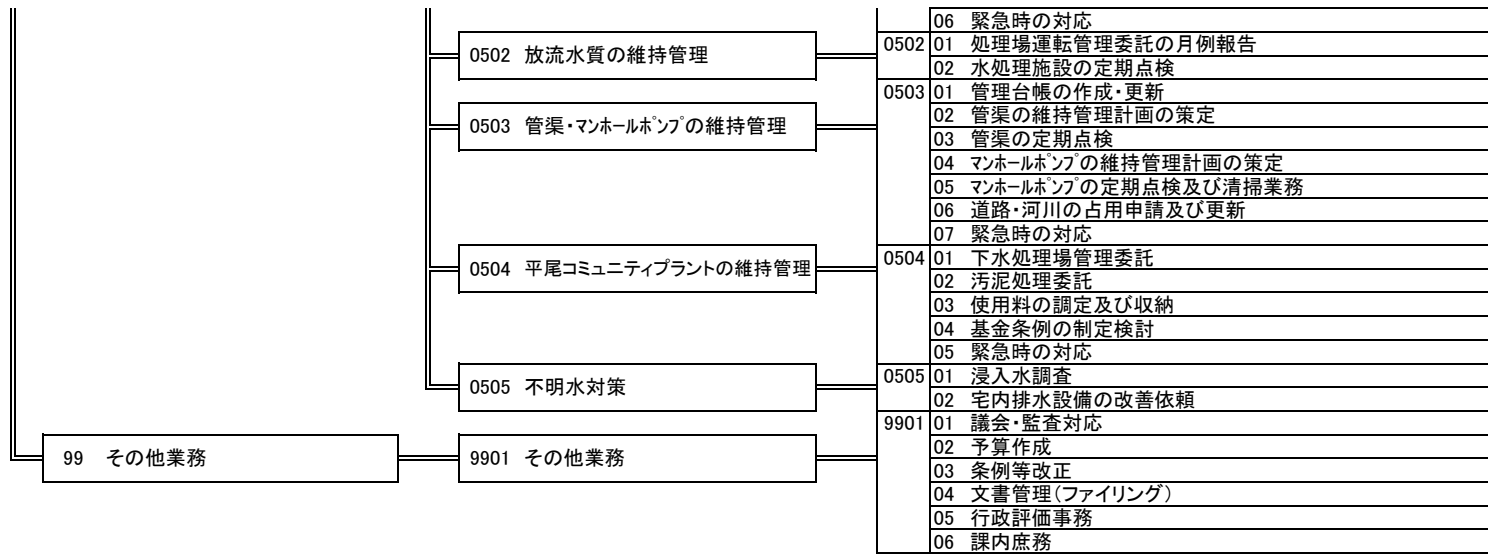 06 緊急時の対応
0502 放流水質の維持管理
0502 01 処理場運転管理委託の月例報告
02 水処理施設の定期点検
0503 管渠・ﾏﾝﾎｰﾙﾎﾟﾝﾌﾟの維持管理
0503 01 管理台帳の作成・更新
02 管渠の維持管理計画の策定
03 管渠の定期点検
04 ﾏﾝﾎｰﾙﾎﾟﾝﾌﾟの維持管理計画の策定
05 ﾏﾝﾎｰﾙﾎﾟﾝﾌﾟの定期点検及び清掃業務
06 道路・河川の占用申請及び更新
07 緊急時の対応
0504 平尾コミュニティプラントの維持管理
0504 01 下水処理場管理委託
02 汚泥処理委託
03 使用料の調定及び収納
04 基金条例の制定検討
05 緊急時の対応
0505 不明水対策
0505 01 浸入水調査
02 宅内排水設備の改善依頼
99 その他業務
9901 その他業務
9901 01 議会・監査対応
02 予算作成
03 条例等改正
04 文書管理(ファイリング)
05 行政評価事務
06 課内庶務